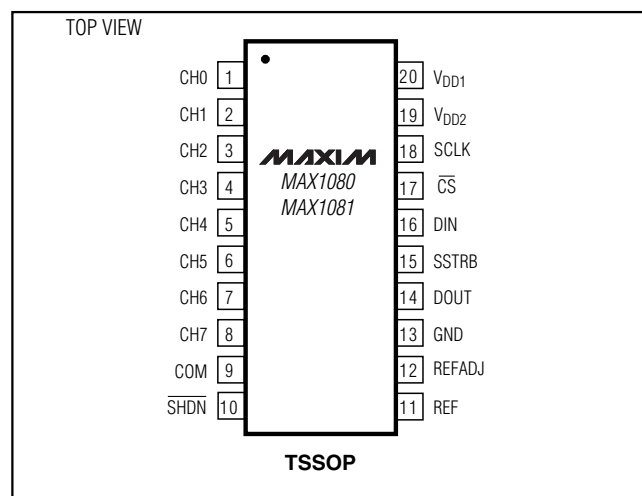 TOP VIEW
CH0 1 20 VDD1
CH1 2 19 VDD2
CH2 3 MAXIM 18 SCLK
CH3 4 MAX1080 17 C̅S̅
MAX1081
CH4 5 16 DIN
CH5 6 15 SSTRB
CH6 7 14 DOUT
CH7 8 13 GND
COM 9 12 REFADJ
S̅H̅D̅N̅ 10 11 REF
TSSOP